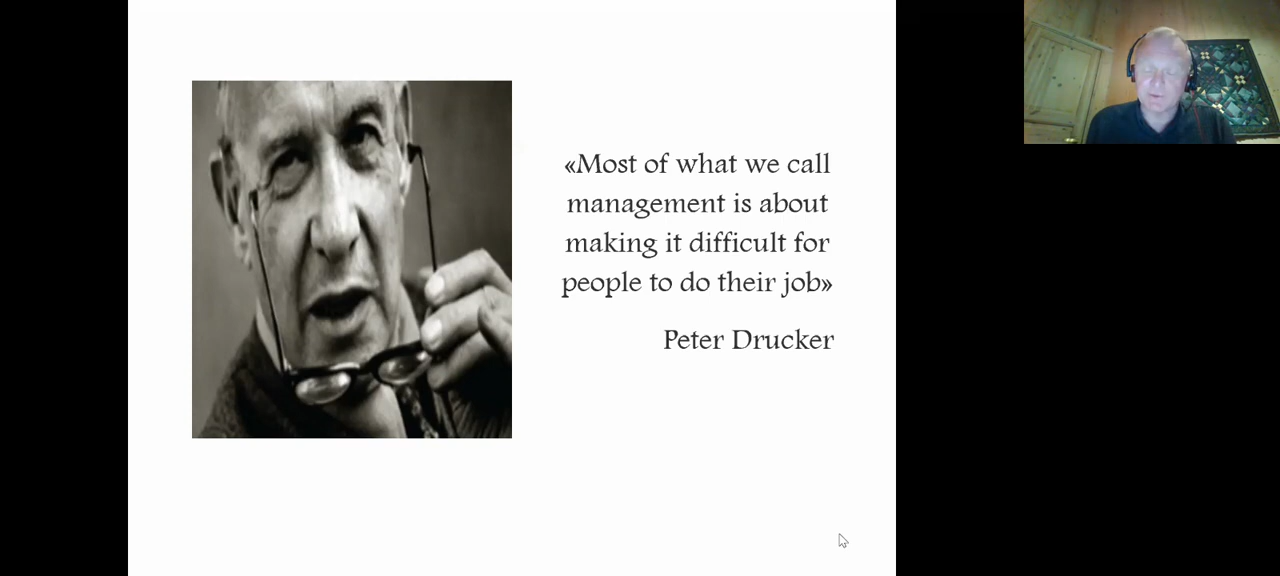 «Most of what we call
management is about
making it difficult for
people to do their job»
Peter Drucker